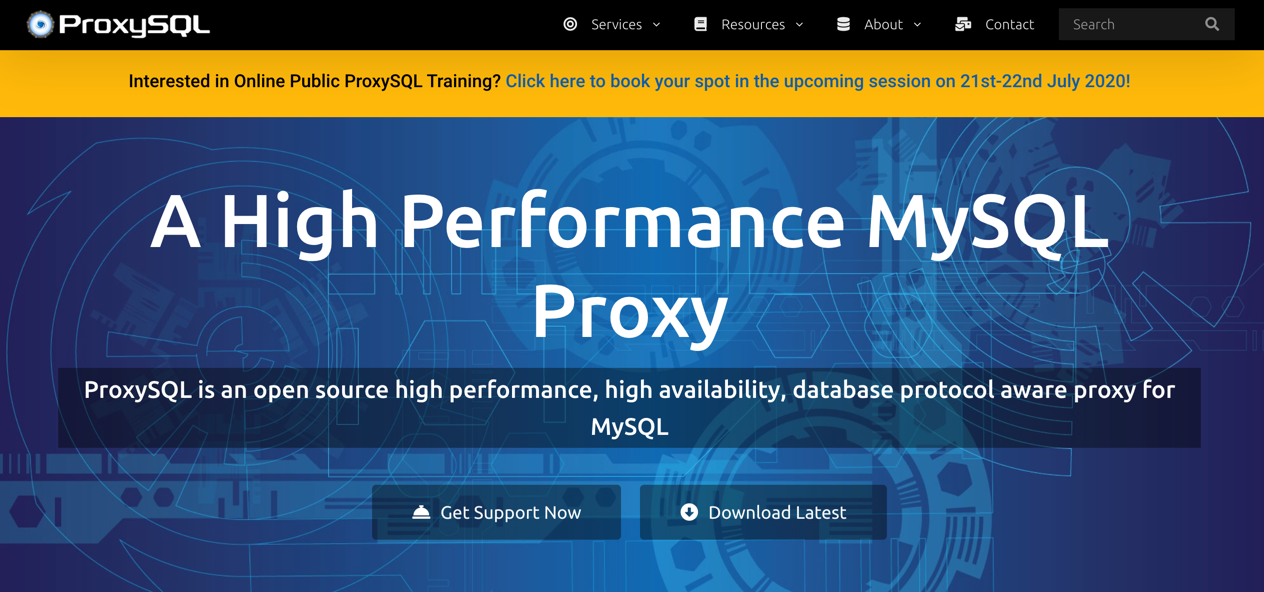 ProxySQL
Services
Resources
About
Contact
Search
Interested in Online Public ProxySQL Training? Click here to book your spot in the upcoming session on 21st-22nd July 2020!
A High Performance MySQL
Proxy
ProxySQL is an open source high performance, high availability, database protocol aware proxy for
MySQL
Get Support Now
Download Latest